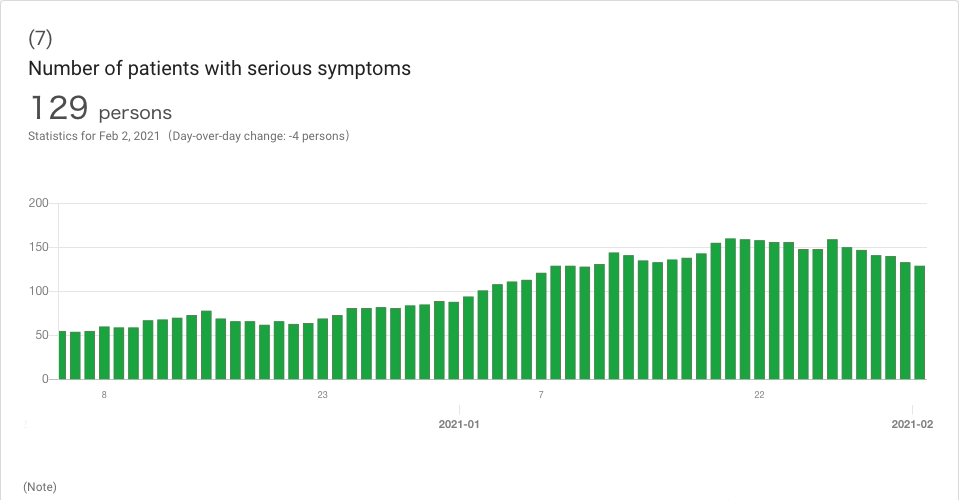 (7)
Number of patients with serious symptoms
129 persons
Statistics for Feb 2, 2021 (Day-over-day change: -4 persons)
200
150
100
50
0
8 23 7 22
2021-01 2021-02
(Note)